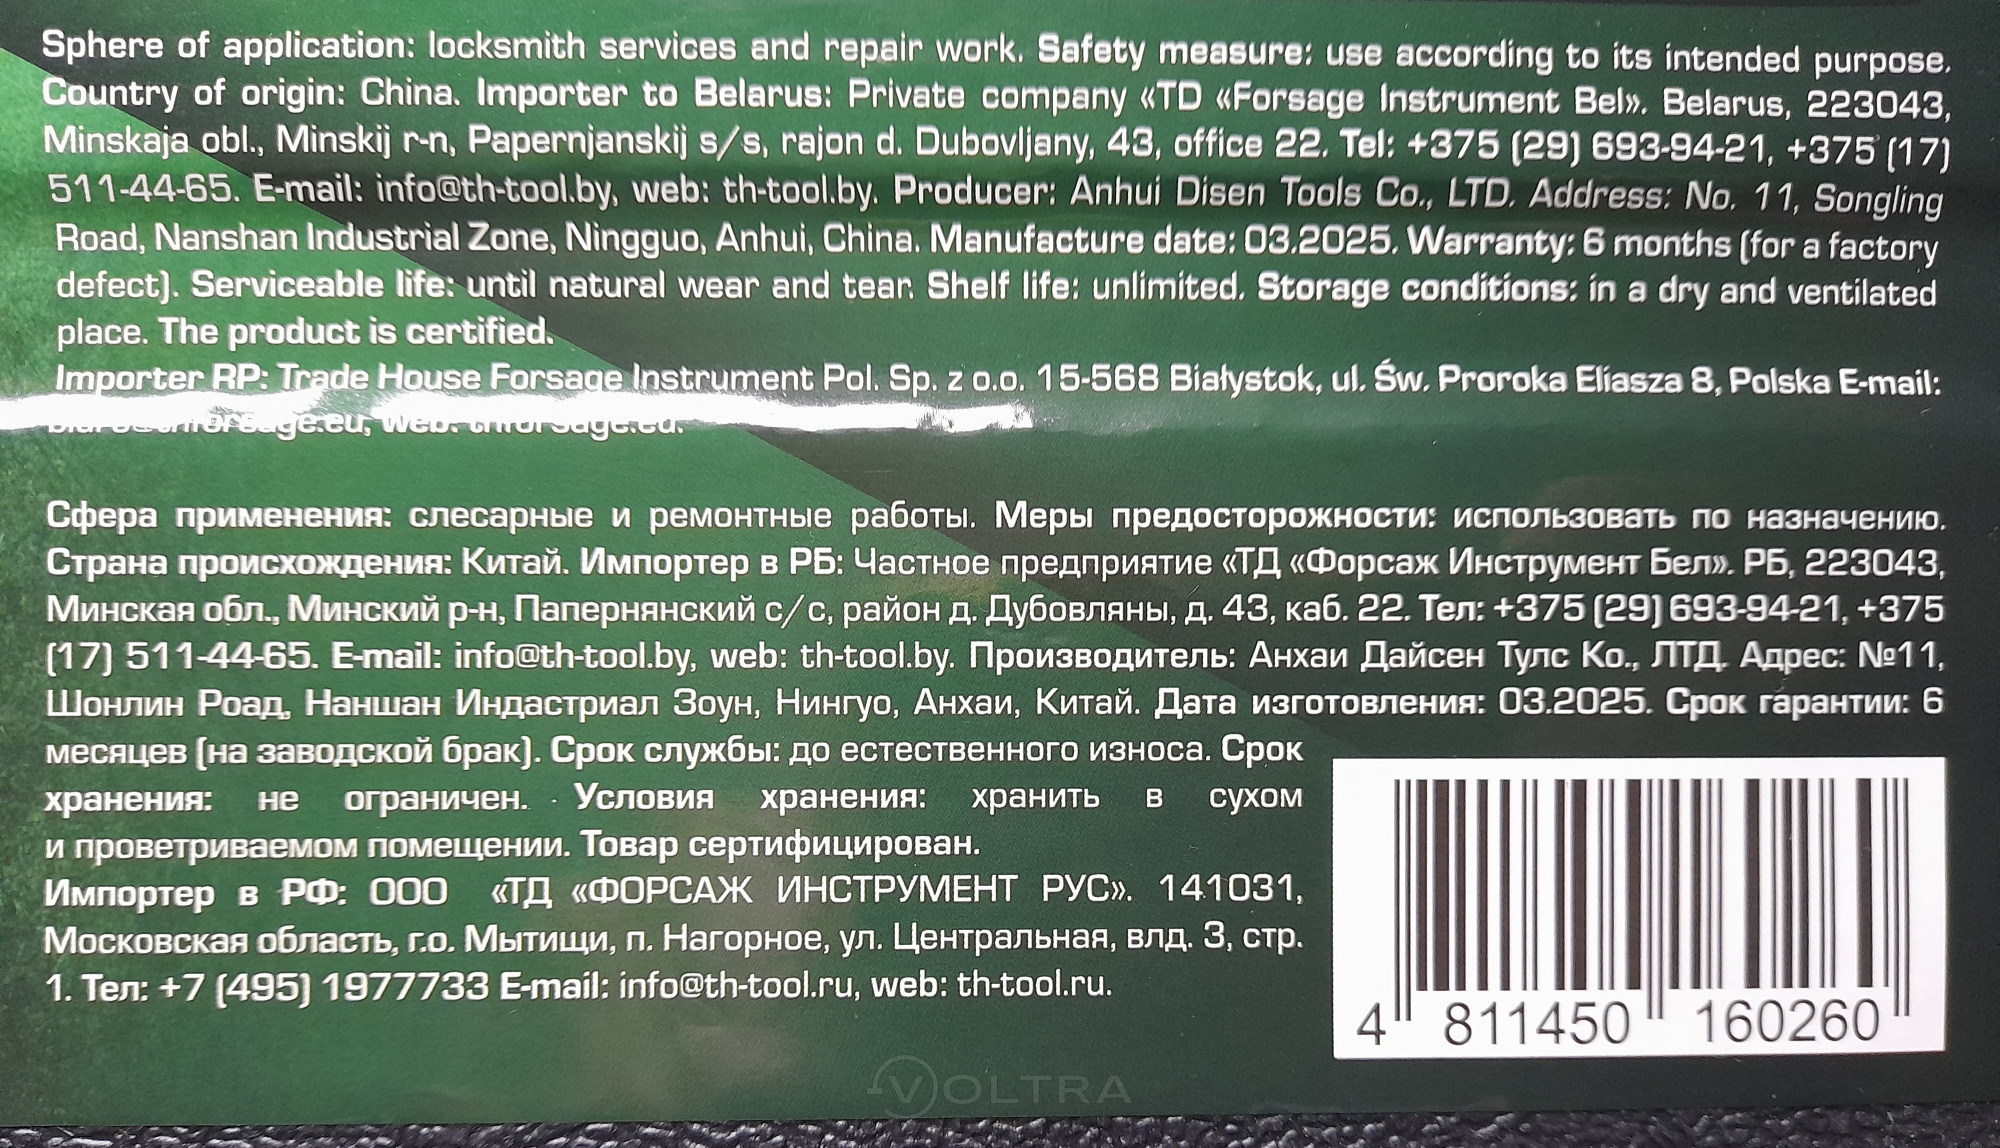 Sphere of application: locksmith services and repair work. Safety measure: use according to its intended purpose.
Country of origin: China. Importer to Belarus: Private company «TD «Forsage Instrument Bel». Belarus, 223043,
Minskaja obl., Minskij r-n, Papernjanskij s/s, rajon d. Dubovljany, 43, office 22. Tel: +375 (29) 693-94-21, +375 (17)
511-44-65. E-mail: info@th-tool.by, web: th-tool.by. Producer: Anhui Disen Tools Co., LTD. Address: No. 11, Songling
Road, Nanshan Industrial Zone, Ningguo, Anhui, China. Manufacture date: 03.2025. Warranty: 6 months (for a factory
defect). Serviceable life: until natural wear and tear. Shelf life: unlimited. Storage conditions: in a dry and ventilated
place. The product is certified.
Importer RP: Trade House Forsage Instrument Pol. Sp. z o.o. 15-568 Białystok, ul. Św. Proroka Eliasza 8, Polska E-mail:
web: thforsage.eu.
Сфера применения: слесарные и ремонтные работы. Меры предосторожности: использовать по назначению.
Страна происхождения: Китай. Импортер в РБ: Частное предприятие «ТД «Форсаж Инструмент Бел». РБ, 223043,
Минская обл., Минский р-н, Папернянский с/с, район д. Дубовляны, д. 43, каб. 22. Тел: +375 (29) 693-94-21, +375
(17) 511-44-65. E-mail: info@th-tool.by, web: th-tool.by. Производитель: Анхаи Дайсен Тулс Ко., ЛТД. Адрес: №11,
Шонлин Роад, Наншан Индастриал Зоун, Нингуо, Анхаи, Китай. Дата изготовления: 03.2025. Срок гарантии: 6
месяцев (на заводской брак). Срок службы: до естественного износа. Срок
хранения: не ограничен. Условия хранения: хранить в сухом
и проветриваемом помещении. Товар сертифицирован.
Импортер в РФ: ООО «ТД «ФОРСАЖ ИНСТРУМЕНТ РУС». 141031,
Московская область, г.о. Мытищи, п. Нагорное, ул. Центральная, влд. 3, стр.
1. Тел: +7 (495) 1977733 E-mail: info@th-tool.ru, web: th-tool.ru.
4 811450 160260
VOLTRA